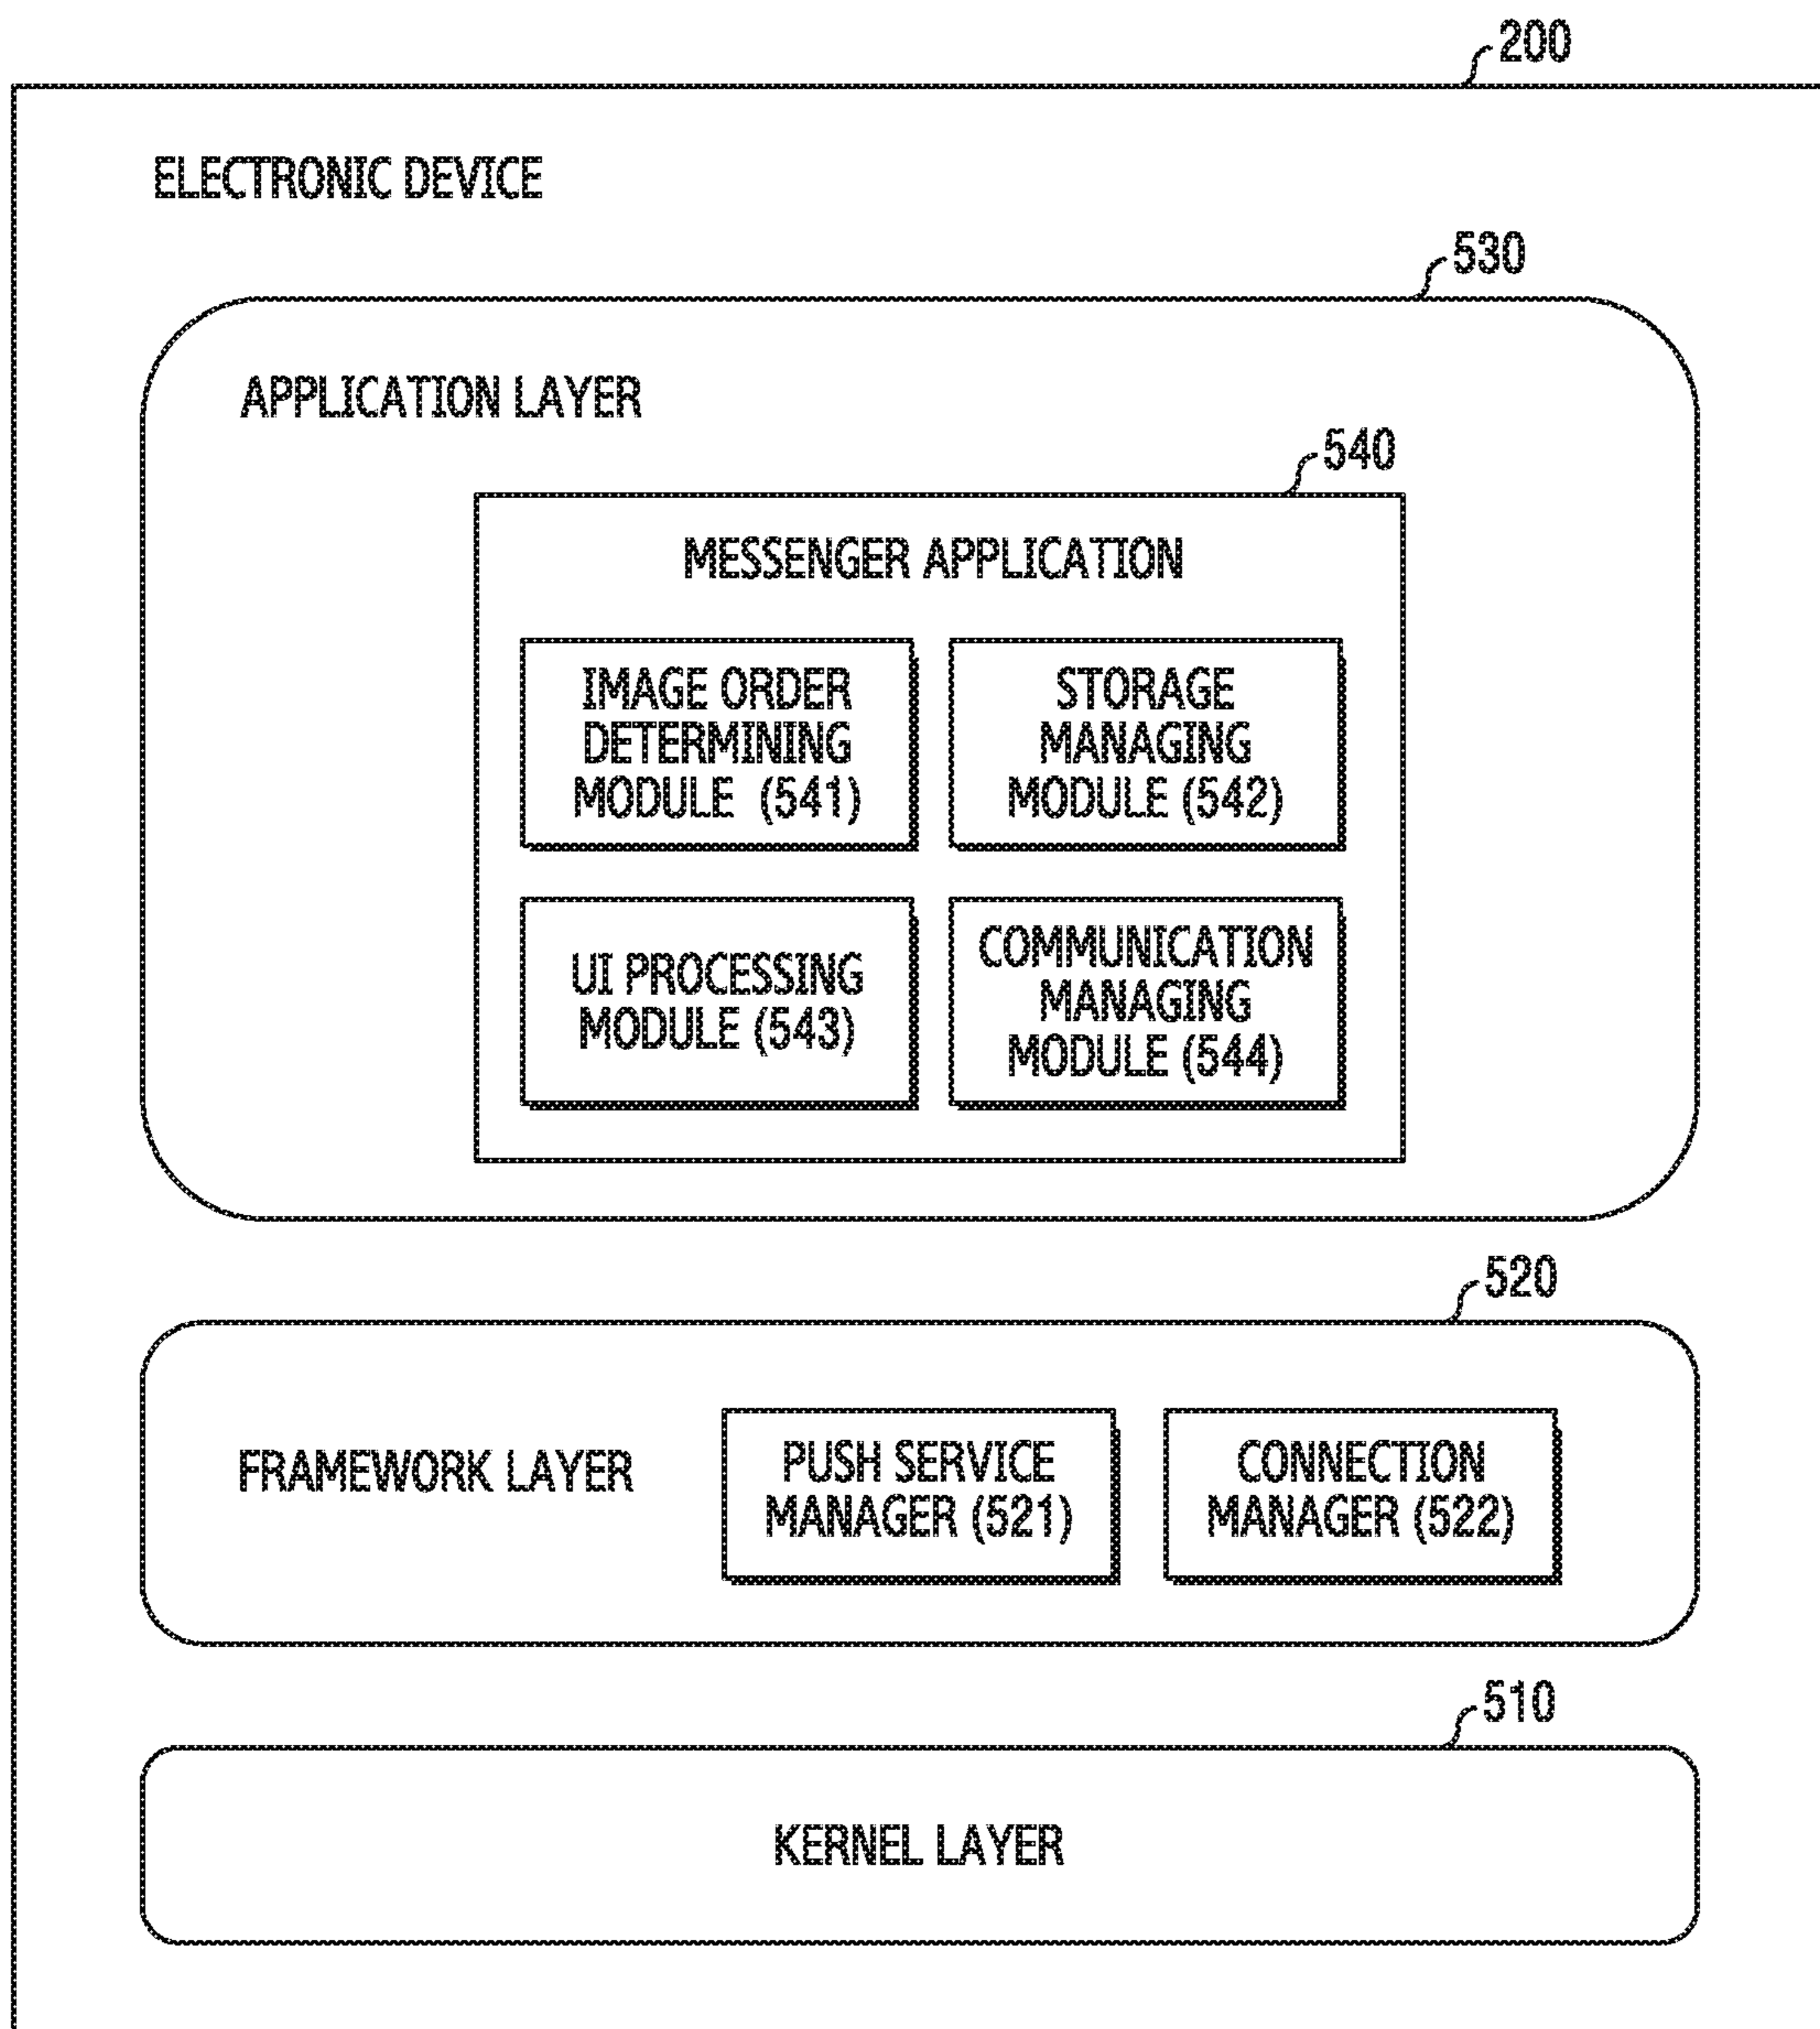 200
ELECTRONIC DEVICE
530
APPLICATION LAYER
540
MESSENGER APPLICATION
IMAGE ORDER
DETERMINING
MODULE (541)
STORAGE
MANAGING
MODULE (542)
UI PROCESSING
MODULE (543)
COMMUNICATION
MANAGING
MODULE (544)
520
FRAMEWORK LAYER
PUSH SERVICE
MANAGER (521)
CONNECTION
MANAGER (522)
510
KERNEL LAYER